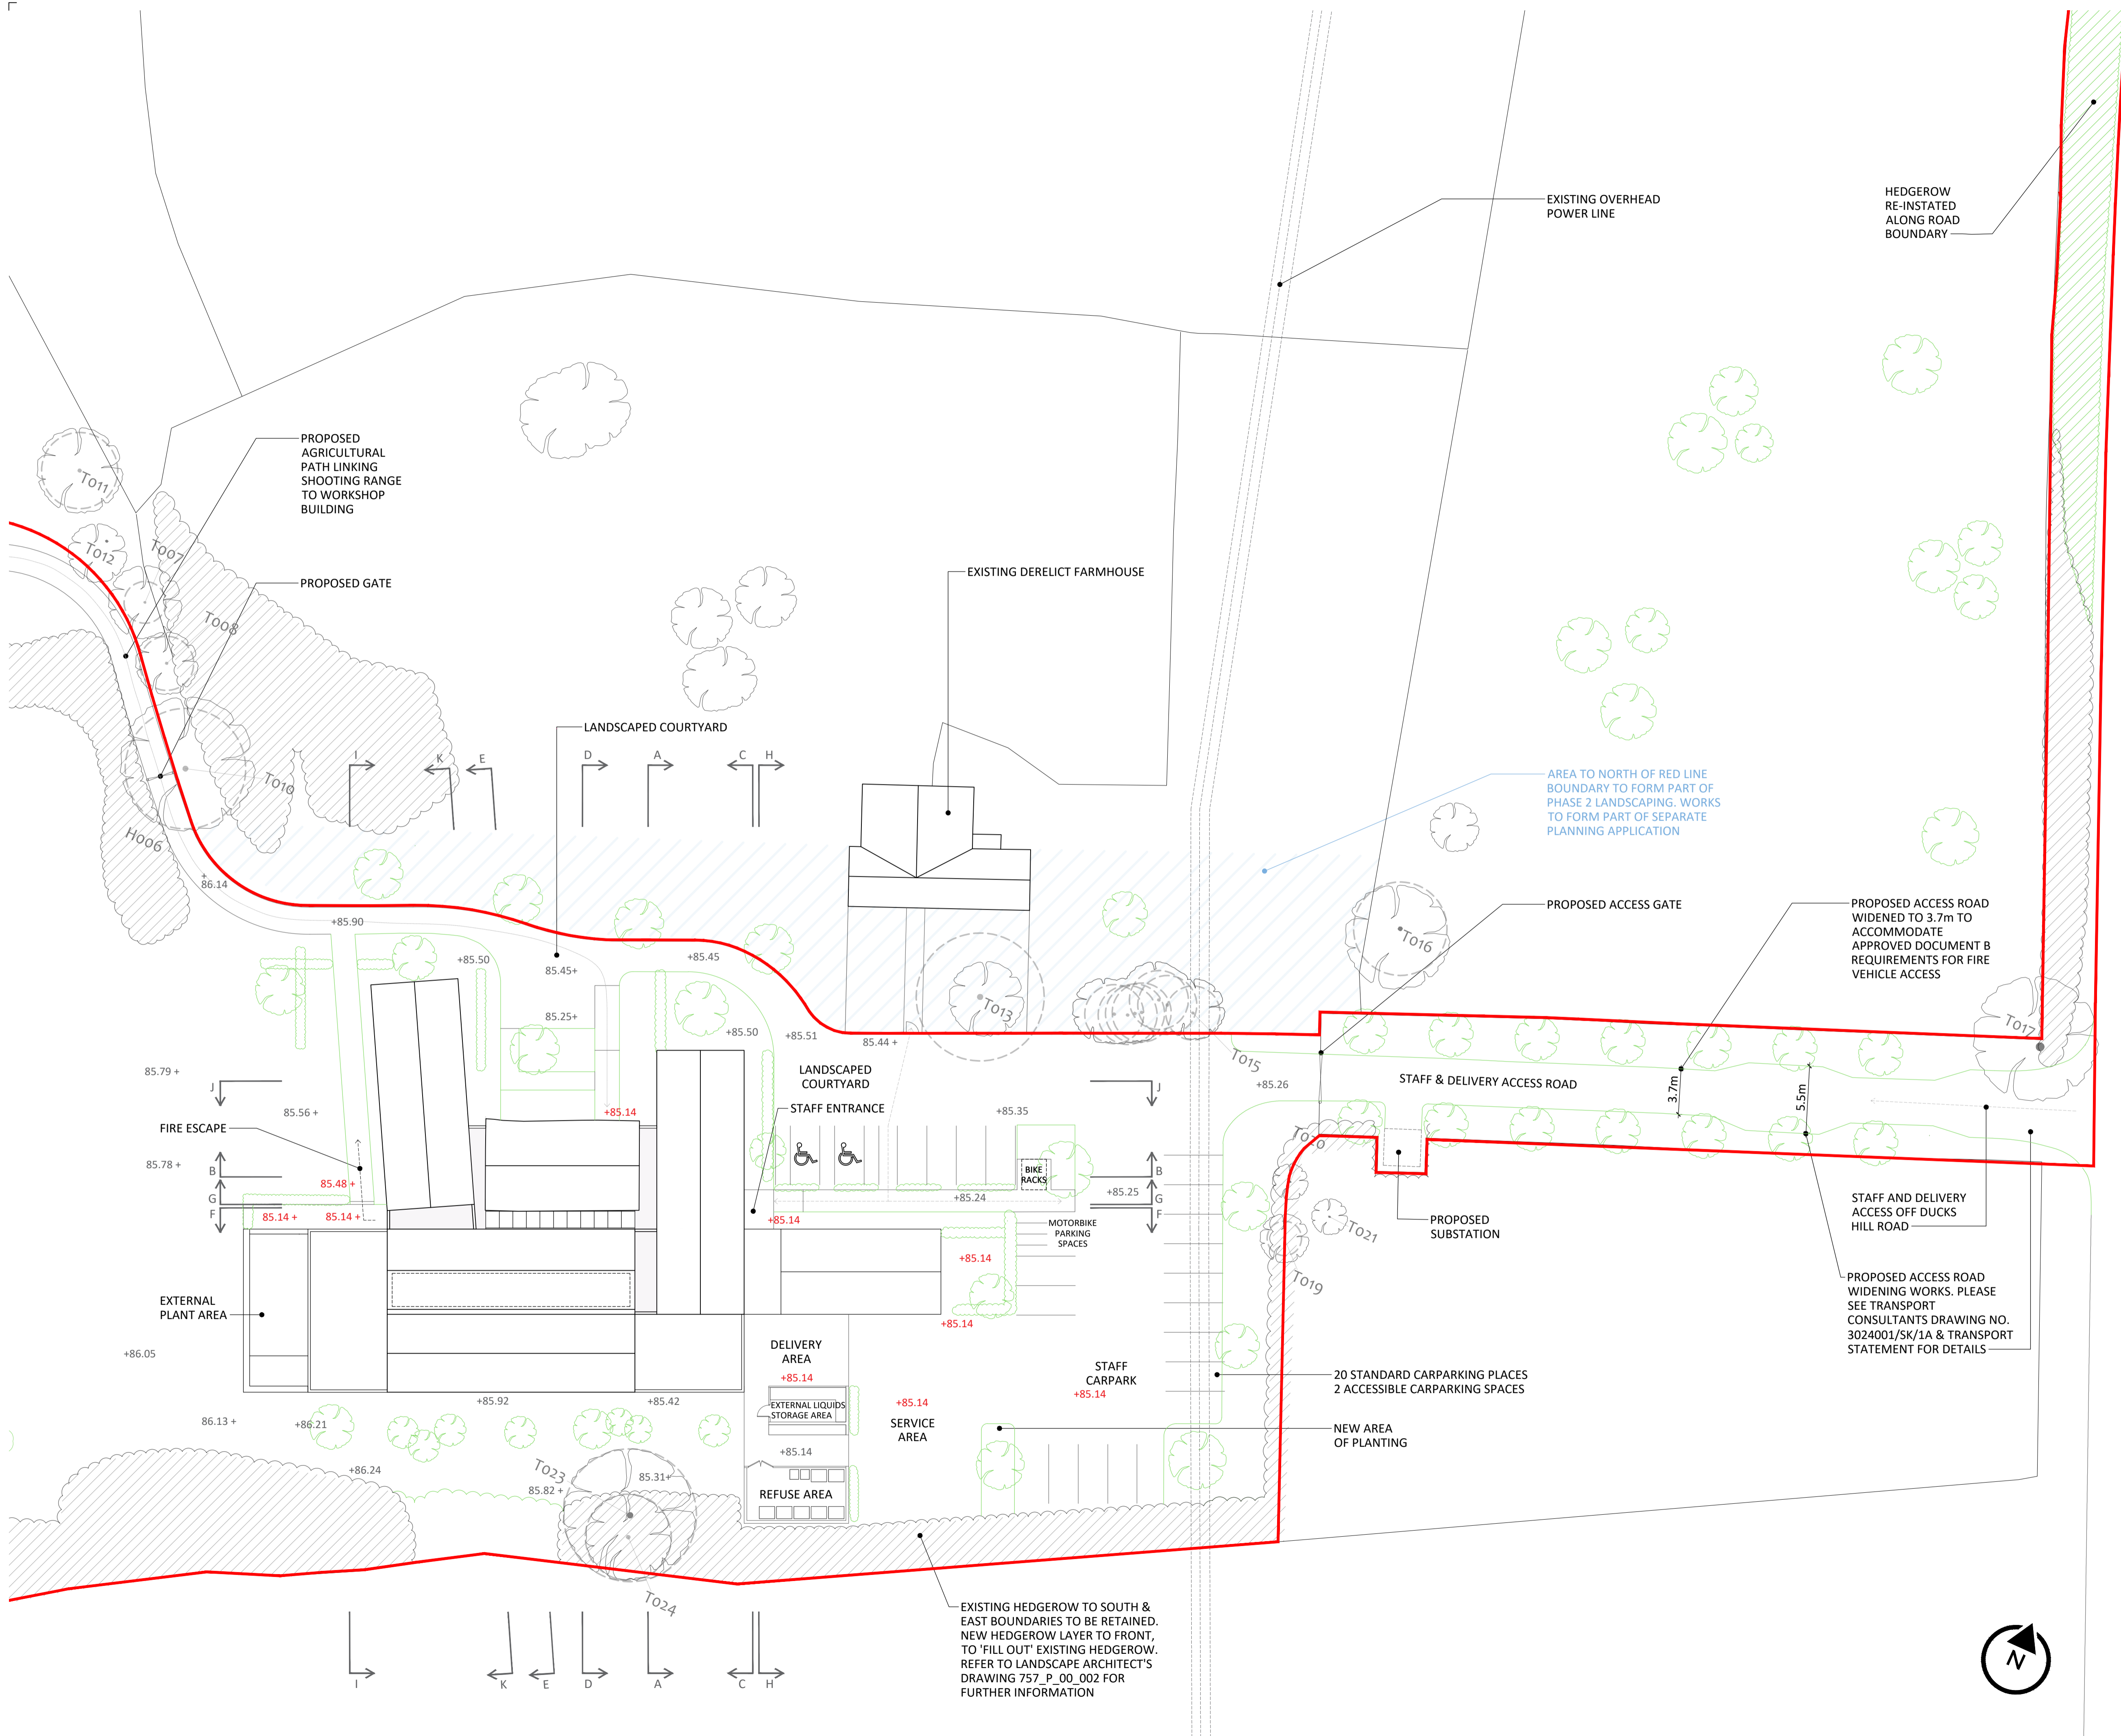 EXISTING OVERHEAD
POWER LINE
HEDGEROW
RE-INSTATED
ALONG ROAD
BOUNDARY
PROPOSED
AGRICULTURAL
PATH LINKING
SHOOTING RANGE
TO WORKSHOP
BUILDING
T011
T012
T007
PROPOSED GATE
T008
EXISTING DERELICT FARMHOUSE
LANDSCAPED COURTYARD
I
K
E
D
A
C
H
T010
H006
AREA TO NORTH OF RED LINE
BOUNDARY TO FORM PART OF
PHASE 2 LANDSCAPING. WORKS
TO FORM PART OF SEPARATE
PLANNING APPLICATION
+
86.14
+85.90
PROPOSED ACCESS GATE
PROPOSED ACCESS ROAD
WIDENED TO 3.7m TO
ACCOMMODATE
APPROVED DOCUMENT B
REQUIREMENTS FOR FIRE
VEHICLE ACCESS
T016
+85.50
85.45+
+85.45
85.25+
+85.50
+85.51
85.44 +
T013
T015
T017
85.79 +
J
LANDSCAPED
COURTYARD
J
+85.26
STAFF & DELIVERY ACCESS ROAD
3.7m
5.5m
85.56 +
+85.14
STAFF ENTRANCE
+85.35
FIRE ESCAPE
T020
85.78 +
B
BIKE
RACKS
B
85.48 +
G
+85.24
+85.25
G
F
85.14 +
85.14 +
+85.14
F
STAFF AND DELIVERY
ACCESS OFF DUCKS
HILL ROAD
PROPOSED
SUBSTATION
T021
MOTORBIKE
PARKING
SPACES
+85.14
T019
PROPOSED ACCESS ROAD
WIDENING WORKS. PLEASE
SEE TRANSPORT
CONSULTANTS DRAWING NO.
3024001/SK/1A & TRANSPORT
STATEMENT FOR DETAILS
EXTERNAL
PLANT AREA
+85.14
+86.05
DELIVERY
AREA
+85.14
STAFF
CARPARK
+85.14
20 STANDARD CARPARKING PLACES
2 ACCESSIBLE CARPARKING SPACES
+85.92
+85.42
EXTERNAL LIQUIDS
STORAGE AREA
+85.14
SERVICE
AREA
86.13 +
+86.21
NEW AREA
OF PLANTING
+85.14
+86.24
T023
85.31+
85.82 +
REFUSE AREA
T024
EXISTING HEDGEROW TO SOUTH &
EAST BOUNDARIES TO BE RETAINED.
NEW HEDGEROW LAYER TO FRONT,
TO 'FILL OUT' EXISTING HEDGEROW.
REFER TO LANDSCAPE ARCHITECT'S
DRAWING 757_P_00_002 FOR
FURTHER INFORMATION
I
K
E
D
A
C
H
N